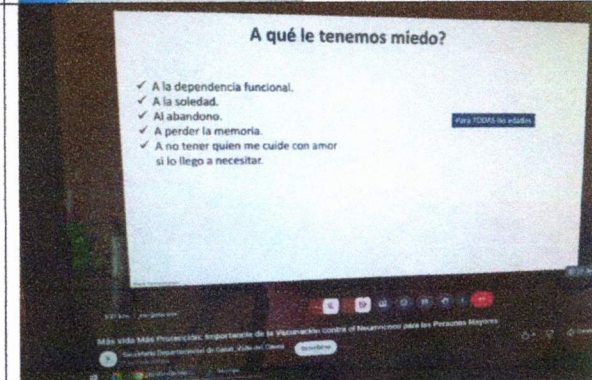 A qué le tenemos miedo?
✓ A la dependencia funcional.
✓ A la soledad.
✓ Al abandono.
✓ A perder la memoria.
✓ A no tener quien me cuide con amor
si lo llego a necesitar.
Para TODAS las edades
Más vida Más Protección: Importancia de la Vacunación contra el Neumococo para las Personas Mayores
Secretaría Departamental de Salud, Valle del Cauca